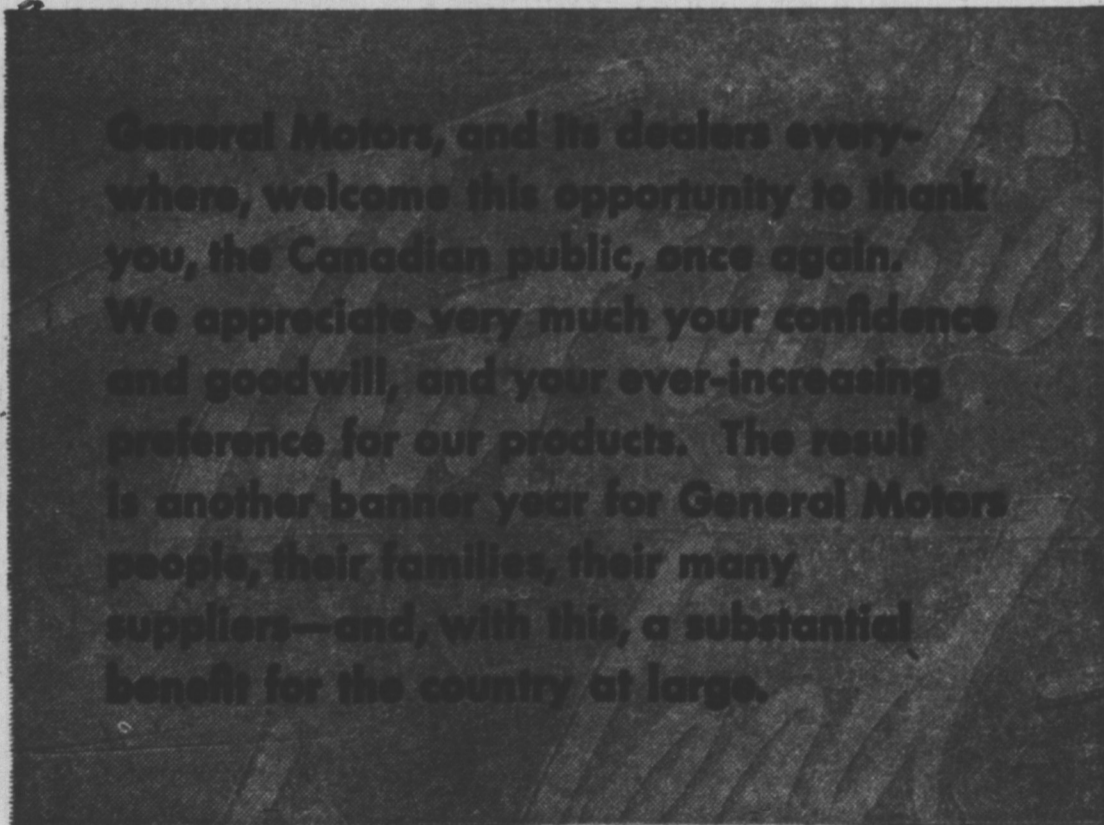 General Motors, and its dealers every-
where, welcome this opportunity to thank
you, the Canadian public, once again.
We appreciate very much your confidence
and goodwill, and your ever-increasing
preference for our products. The result
is another banner year for General Motors
people, their families, their many
suppliers—and, with this, a substantial
benefit for the country at large.